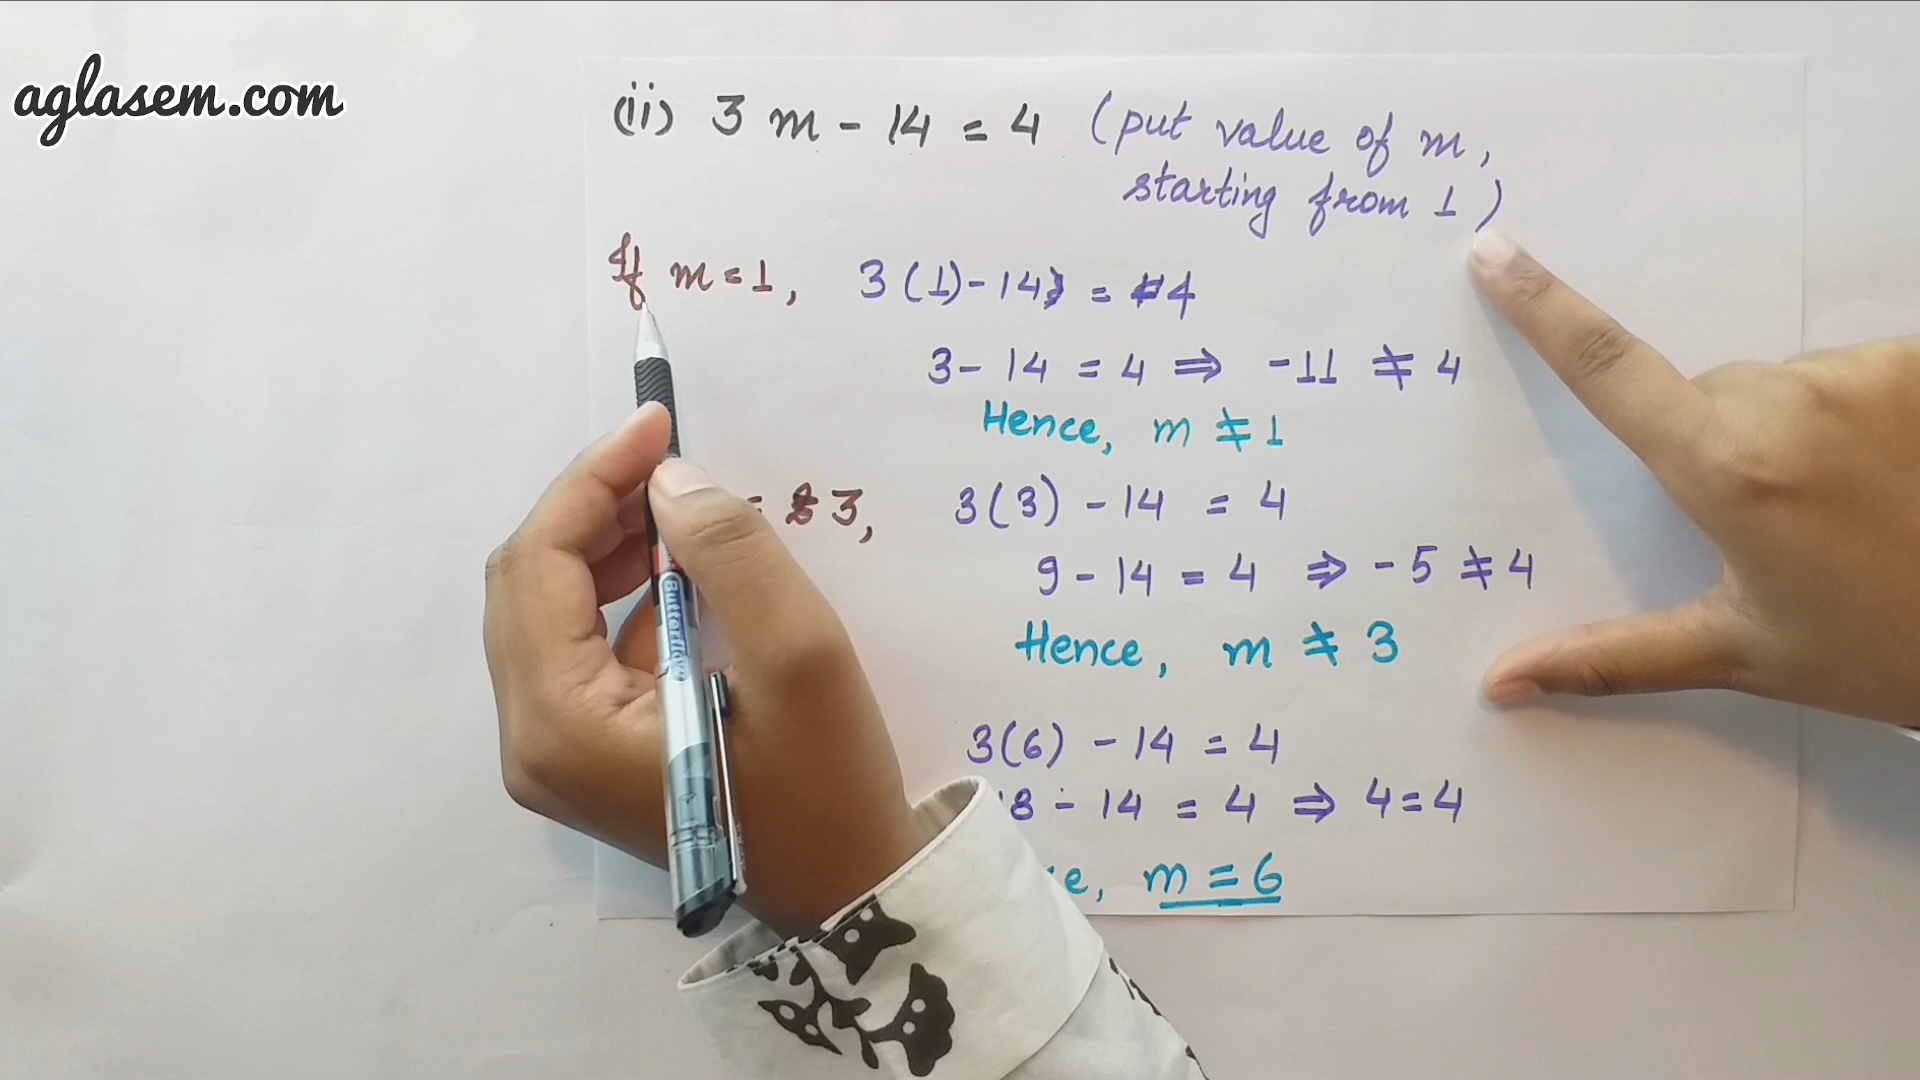 aglasem.com
(ii) 3m - 14 = 4 (put value of m,
starting from 1)
If m = 1, 3(1) - 14 = 4
3 - 14 = 4 ⇒ -11 ≠ 4
Hence, m ≠ 1
= 3, 3(3) - 14 = 4
9 - 14 = 4 ⇒ -5 ≠ 4
Hence, m ≠ 3
3(6) - 14 = 4
8 - 14 = 4 ⇒ 4 = 4
m = 6
Butterflow